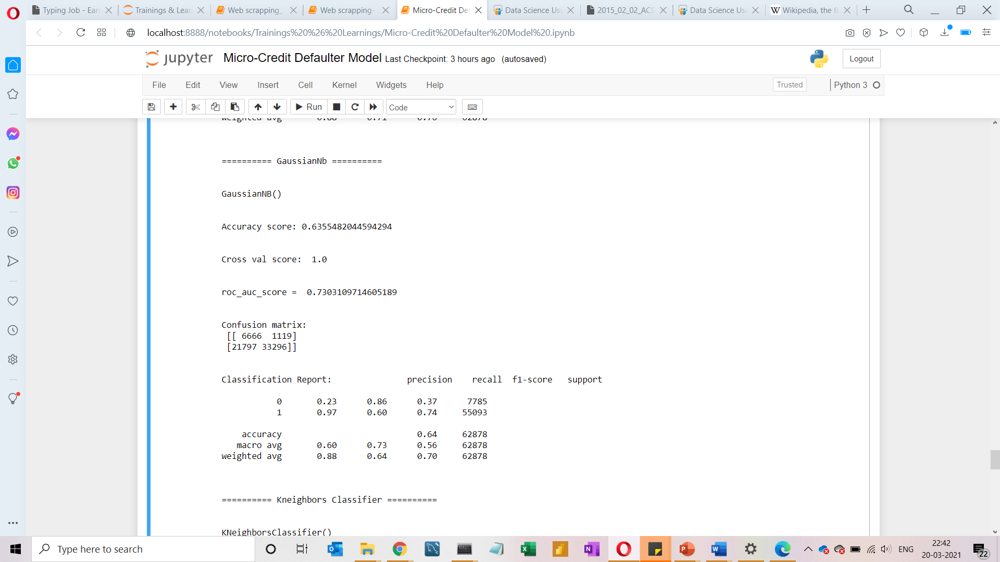 Typing Job - Ear
Trainings & Lear
Web scrapping_
Web scrapping-
Micro-Credit Def
Data Science Use
2015_02_02_ACS
Data Science Use
Wikipedia, the fr
localhost:8888/notebooks/Trainings%20%26%20Learnings/Micro-Credit%20Defaulter%20Model%20.ipynb
jupyter Micro-Credit Defaulter Model Last Checkpoint: 3 hours ago (autosaved)
Logout
File Edit View Insert Cell Kernel Widgets Help
Trusted
Python 3
Run
Code
weighted avg 0.88 0.71 0.76 62878
========== GaussianNb ==========
GaussianNB()
Accuracy score: 0.6355482044594294
Cross val score: 1.0
roc_auc_score = 0.7303109714605189
Confusion matrix:
[[ 6666 1119]
[21797 33296]]
Classification Report: precision recall f1-score support
0 0.23 0.86 0.37 7785
1 0.97 0.60 0.74 55093
accuracy 0.64 62878
macro avg 0.60 0.73 0.56 62878
weighted avg 0.88 0.64 0.70 62878
========== Kneighbors Classifier ==========
KNeighborsClassifier()
Type here to search
ENG
22:42
20-03-2021
22